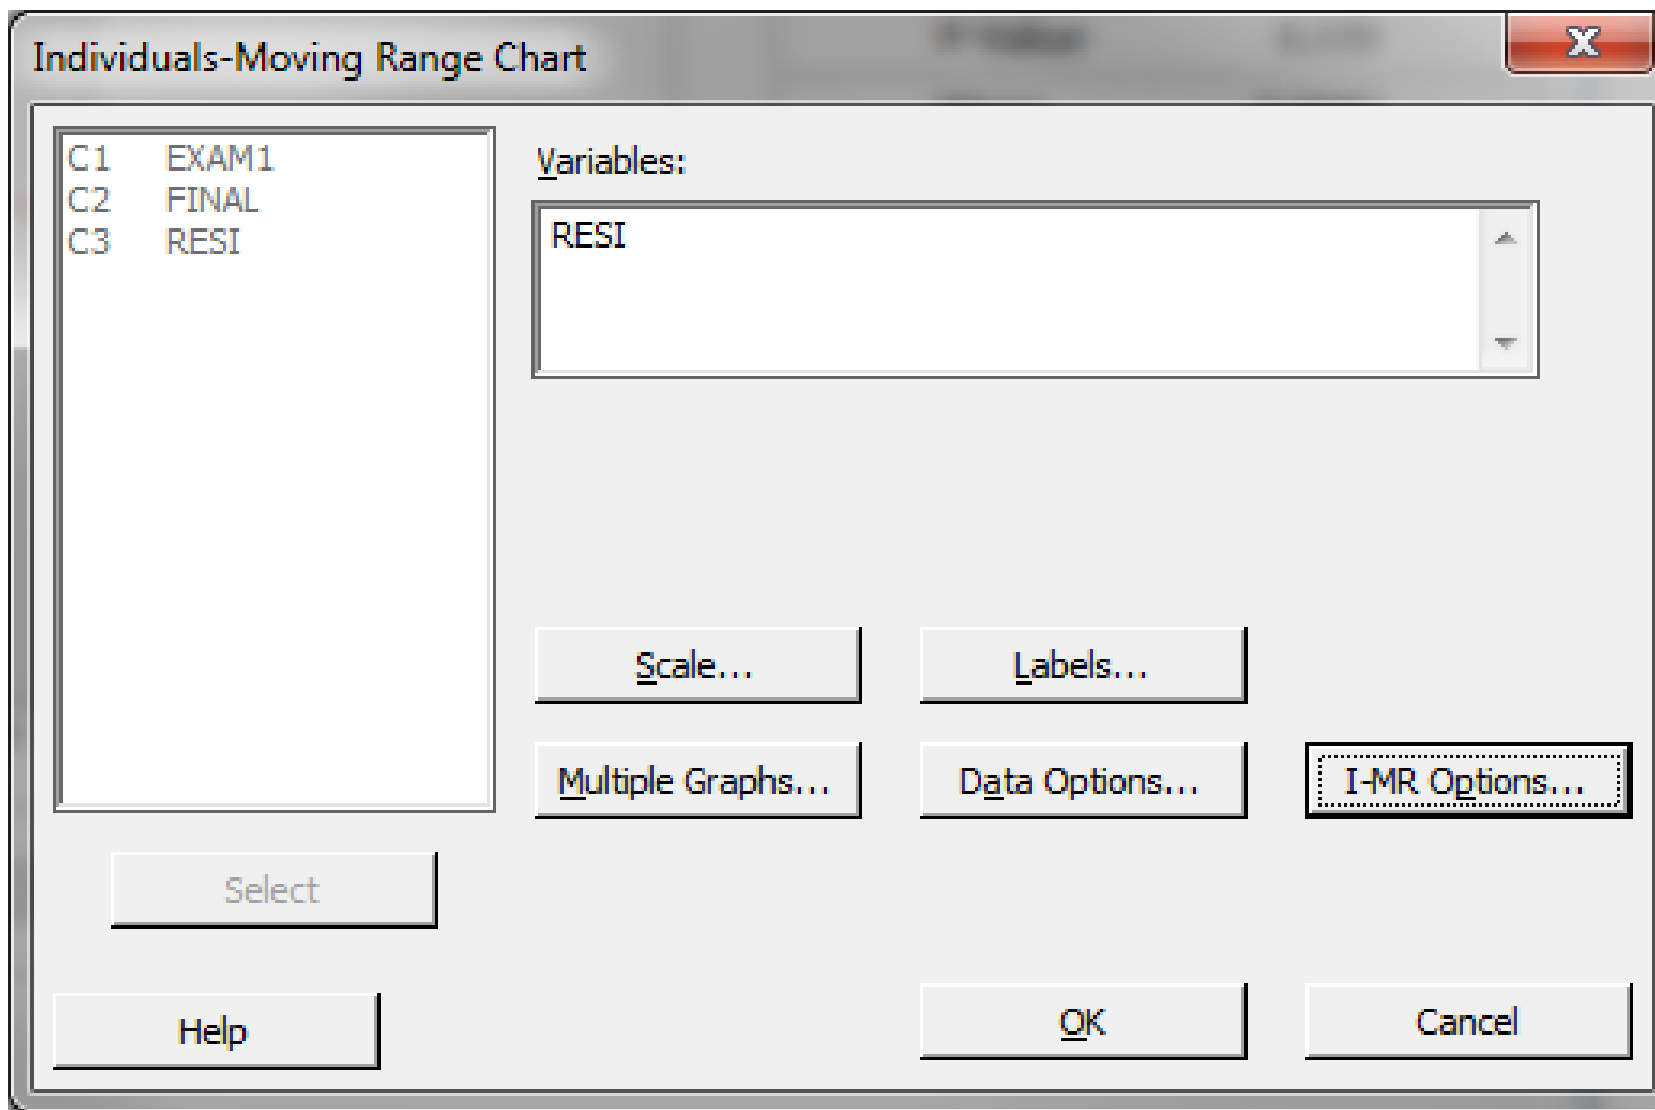 Individuals-Moving Range Chart
C1 EXAM1
C2 FINAL
C3 RESI
Variables:
RESI
Scale...
Labels...
Multiple Graphs...
Data Options...
I-MR Options...
Select
Help
OK
Cancel